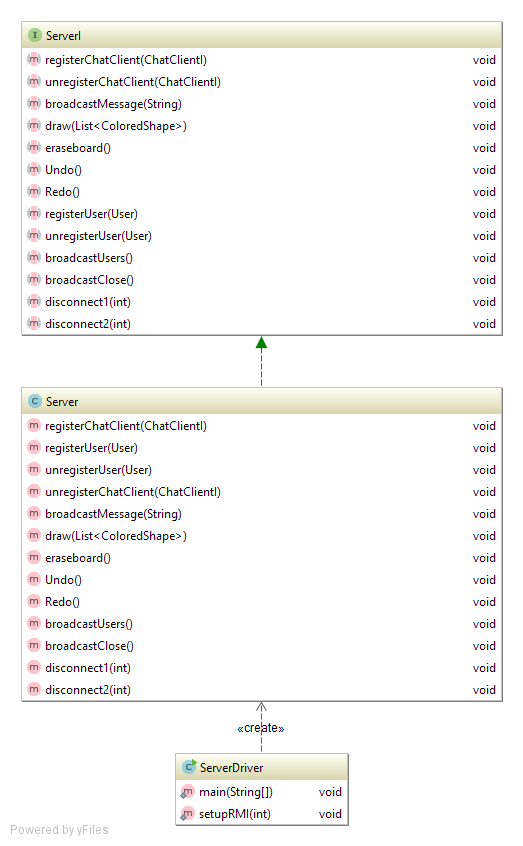 I ServerI
m registerChatClient(ChatClientI) void
m unregisterChatClient(ChatClientI) void
m broadcastMessage(String) void
m draw(List<ColoredShape>) void
m eraseboard() void
m Undo() void
m Redo() void
m registerUser(User) void
m unregisterUser(User) void
m broadcastUsers() void
m broadcastClose() void
m disconnect1(int) void
m disconnect2(int) void
C Server
m registerChatClient(ChatClientI) void
m registerUser(User) void
m unregisterUser(User) void
m unregisterChatClient(ChatClientI) void
m broadcastMessage(String) void
m draw(List<ColoredShape>) void
m eraseboard() void
m Undo() void
m Redo() void
m broadcastUsers() void
m broadcastClose() void
m disconnect1(int) void
m disconnect2(int) void
«create»
C ServerDriver
m main(String[]) void
m setupRMI(int) void
Powered by yFiles